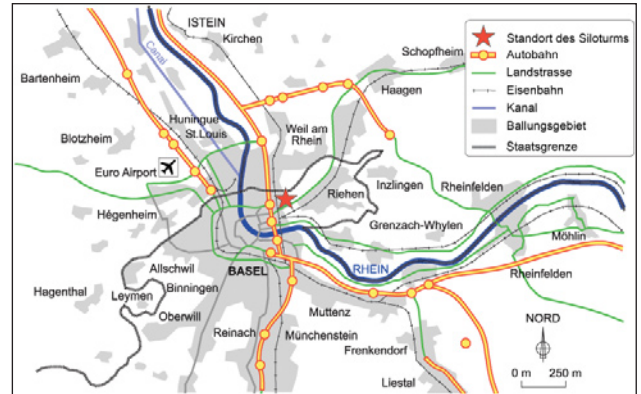 ISTEIN
Kirchen
Canal
Bartenheim
Schopfheim
Haagen
Huningue
St.Louis
Weil am
Rhein
Blotzheim
Euro Airport
Riehen
Inzlingen
Rheinfelden
Hégenheim
Grenzach-Whylen
Möhlin
RHEIN
BASEL
Allschwil
Binningen
Hagenthal
Leymen
Oberwill
Rheinfelden
Muttenz
Reinach
Münchenstein
Frenkendorf
Liestal
NORD
0 m 250 m
Standort des Siloturms
Autobahn
Landstrasse
Eisenbahn
Kanal
Ballungsgebiet
Staatsgrenze